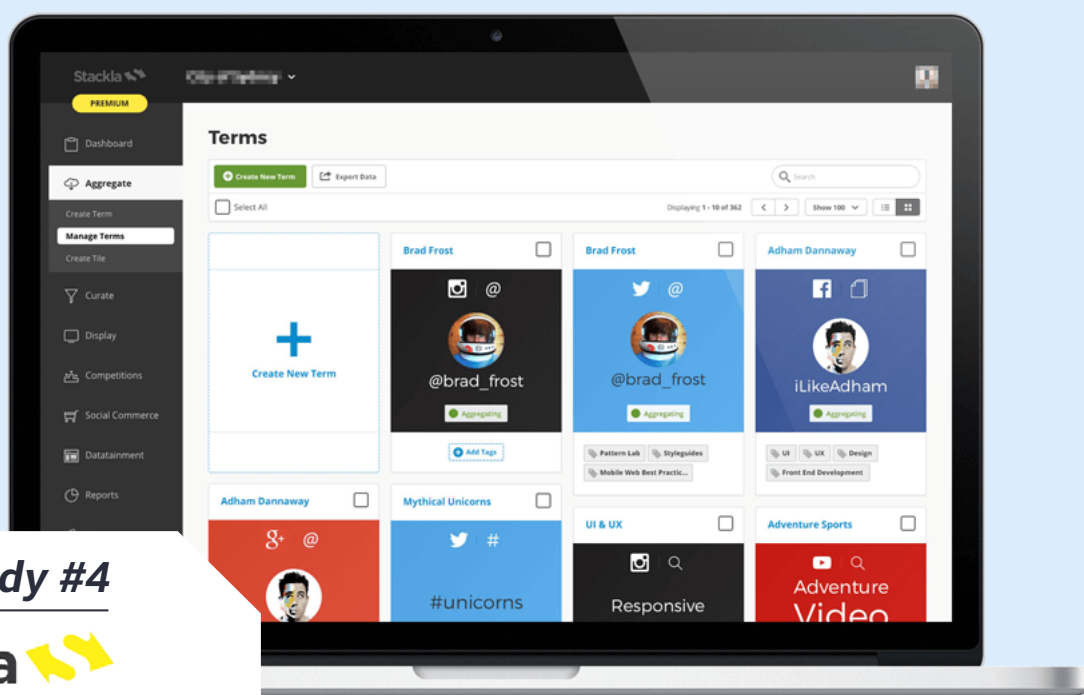 Stackla
PREMIUM
Dashboard
Aggregate
Create Term
Manage Terms
Create Tile
Curate
Display
Competitions
Social Commerce
Datatainment
Reports
Terms
Create New Term
Export Data
Search
Select All
Displaying 1 - 10 of 362
Show 100
Create New Term
Brad Frost
@
@brad_frost
Aggregating
Add Tags
Brad Frost
@
@brad_frost
Aggregating
Pattern Lab
Styleguides
Mobile Web Best Practic...
Adham Dannaway
iLikeAdham
Aggregating
UI
UX
Design
Front End Development
Adham Dannaway
8+
@
Mythical Unicorns
#
#unicorns
UI & UX
Responsive
Adventure Sports
Adventure
Video
dy #4
a